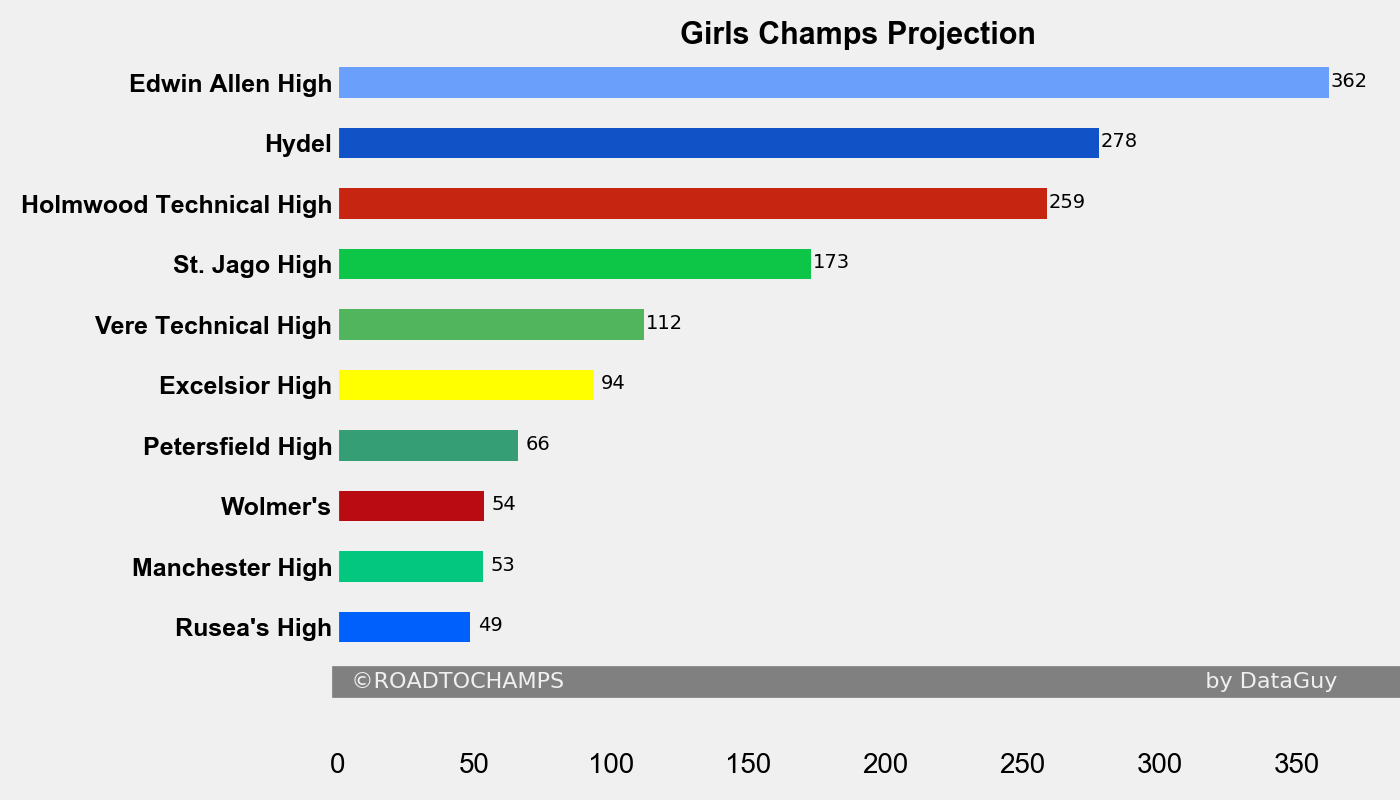 Girls Champs Projection
Edwin Allen High 362
Hydel 278
Holmwood Technical High 259
St. Jago High 173
Vere Technical High 112
Excelsior High 94
Petersfield High 66
Wolmer's 54
Manchester High 53
Rusea's High 49
©ROADTOCHAMPS by DataGuy
0 50 100 150 200 250 300 350